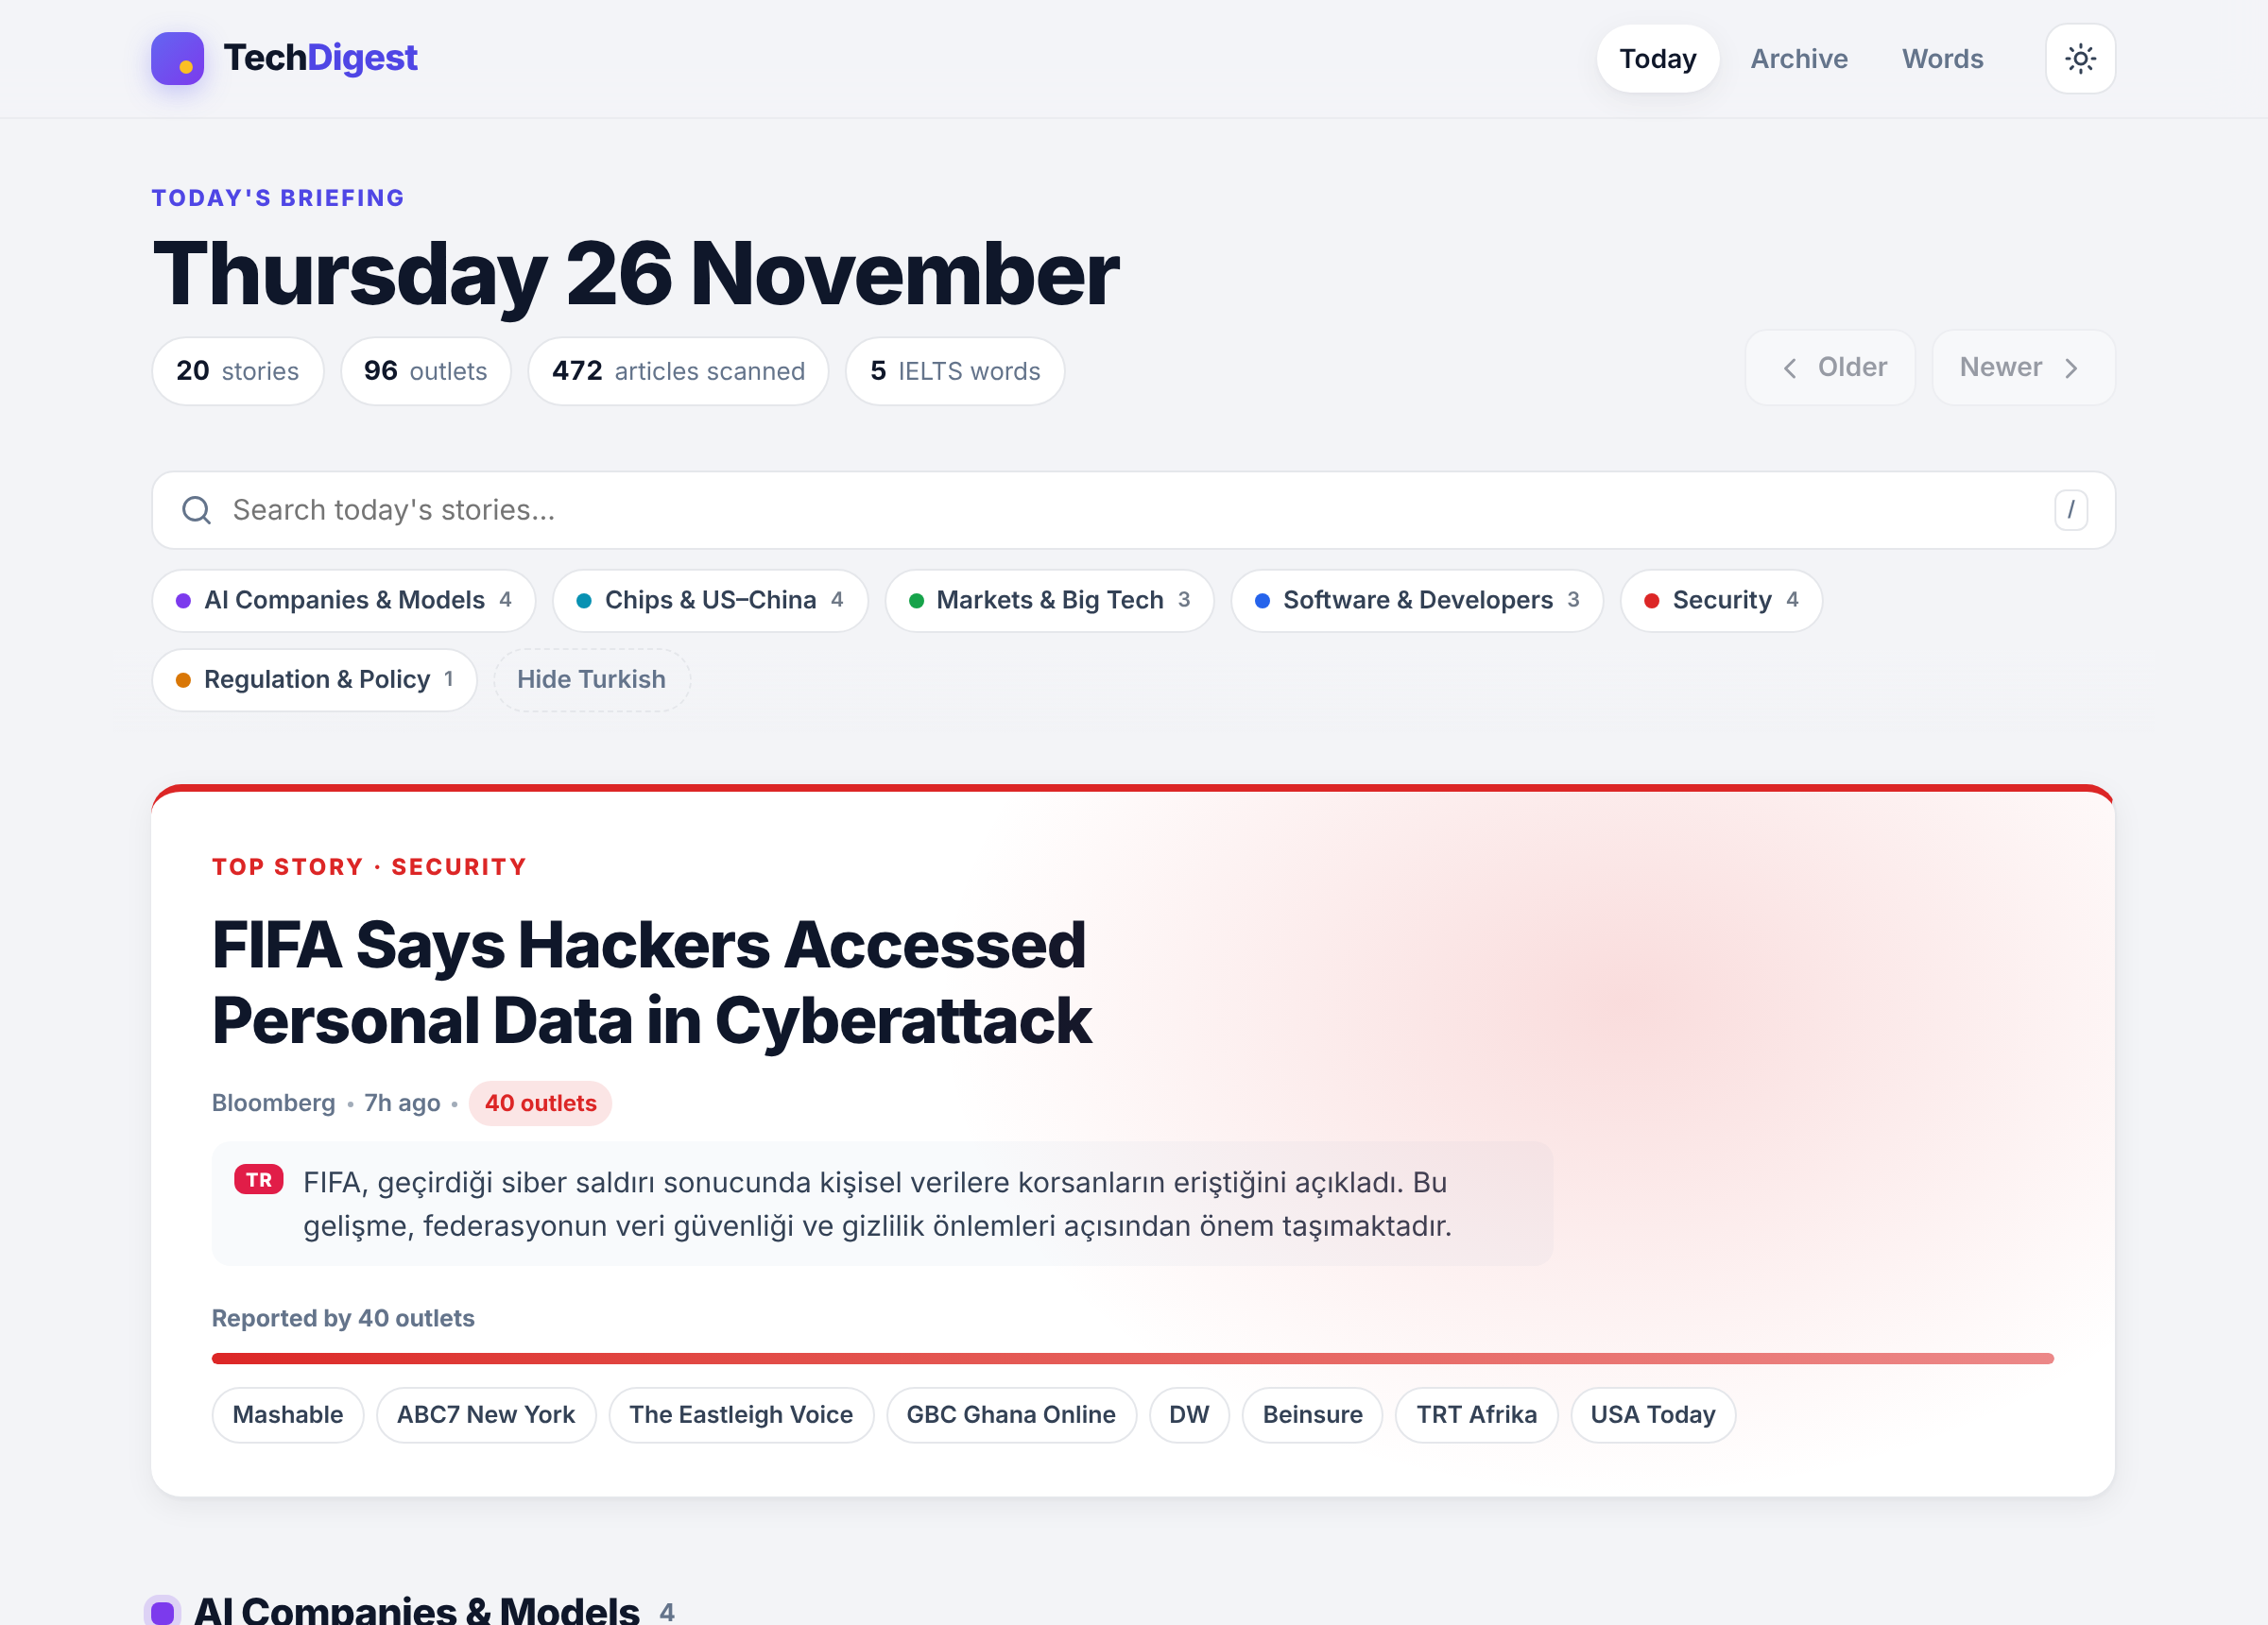 TechDigest
Today Archive Words
TODAY'S BRIEFING
Thursday 26 November
20 stories 96 outlets 472 articles scanned 5 IELTS words
Older Newer
Search today's stories... /
AI Companies & Models 4 Chips & US–China 4 Markets & Big Tech 3 Software & Developers 3 Security 4
Regulation & Policy 1 Hide Turkish
TOP STORY · SECURITY
FIFA Says Hackers Accessed
Personal Data in Cyberattack
Bloomberg • 7h ago • 40 outlets
TR FIFA, geçirdiği siber saldırı sonucunda kişisel verilere korsanların eriştiğini açıkladı. Bu
gelişme, federasyonun veri güvenliği ve gizlilik önlemleri açısından önem taşımaktadır.
Reported by 40 outlets
Mashable ABC7 New York The Eastleigh Voice GBC Ghana Online DW Beinsure TRT Afrika USA Today
AI Companies & Models 4